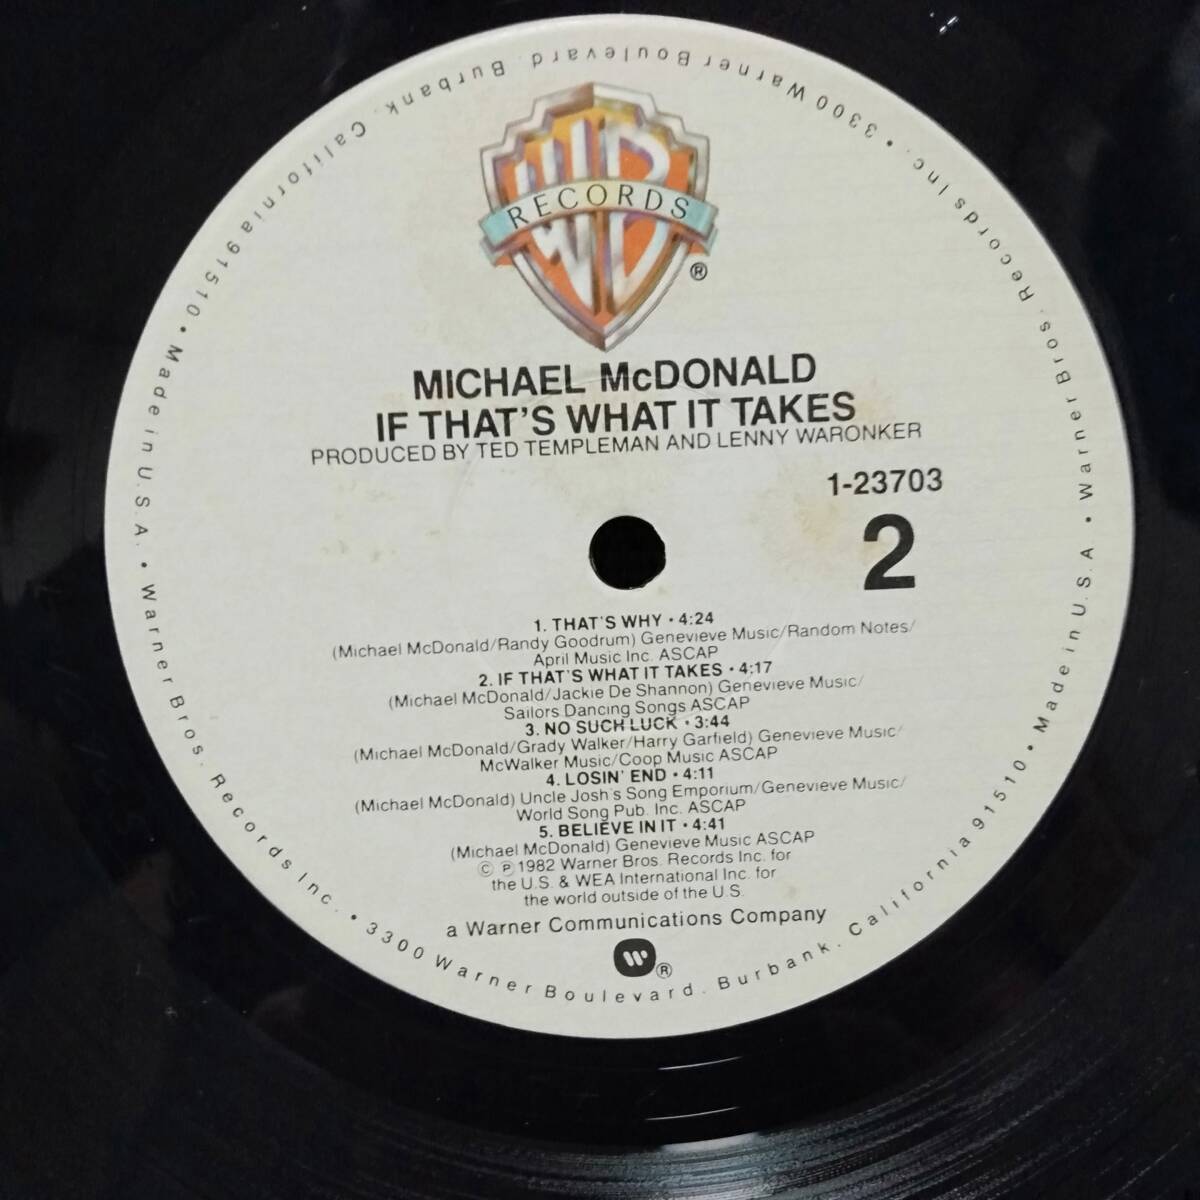 WB
RECORDS
®
MICHAEL McDONALD
IF THAT'S WHAT IT TAKES
PRODUCED BY TED TEMPLEMAN AND LENNY WARONKER
1-23703
2
1. THAT'S WHY • 4:24
(Michael McDonald/Randy Goodrum) Genevieve Music/Random Notes/
April Music Inc. ASCAP
2. IF THAT'S WHAT IT TAKES • 4:17
(Michael McDonald/Jackie De Shannon) Genevieve Music/
Sailors Dancing Songs ASCAP
3. NO SUCH LUCK • 3:44
(Michael McDonald/Grady Walker/Harry Garfield) Genevieve Music/
McWalker Music/Coop Music ASCAP
4. LOSIN' END • 4:11
(Michael McDonald) Uncle Josh's Song Emporium/Genevieve Music/
World Song Pub. Inc. ASCAP
5. BELIEVE IN IT • 4:41
(Michael McDonald) Genevieve Music ASCAP
© ℗ 1982 Warner Bros. Records Inc. for
the U.S. & WEA International Inc. for
the world outside of the U.S.
a Warner Communications Company
®
Warner Bros. Records Inc. • 3300 Warner Boulevard. Burbank. California 91510 • Made in U.S.A. • Warner Bros. Records Inc. • 3300 Warner Boulevard. Burbank. California 91510 • Made in U.S.A. •